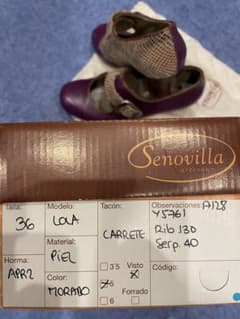 Senovilla
artesanos
Talla: 36
Modelo: LOLA
Material: PIEL
Horma: APR2
Color: MORADO
Tacón: CARRETE
3'5 Visto X
X 5
6 Forrado
Observaciones: A128
Y5761
Rib 130
Serp. 40
Código: